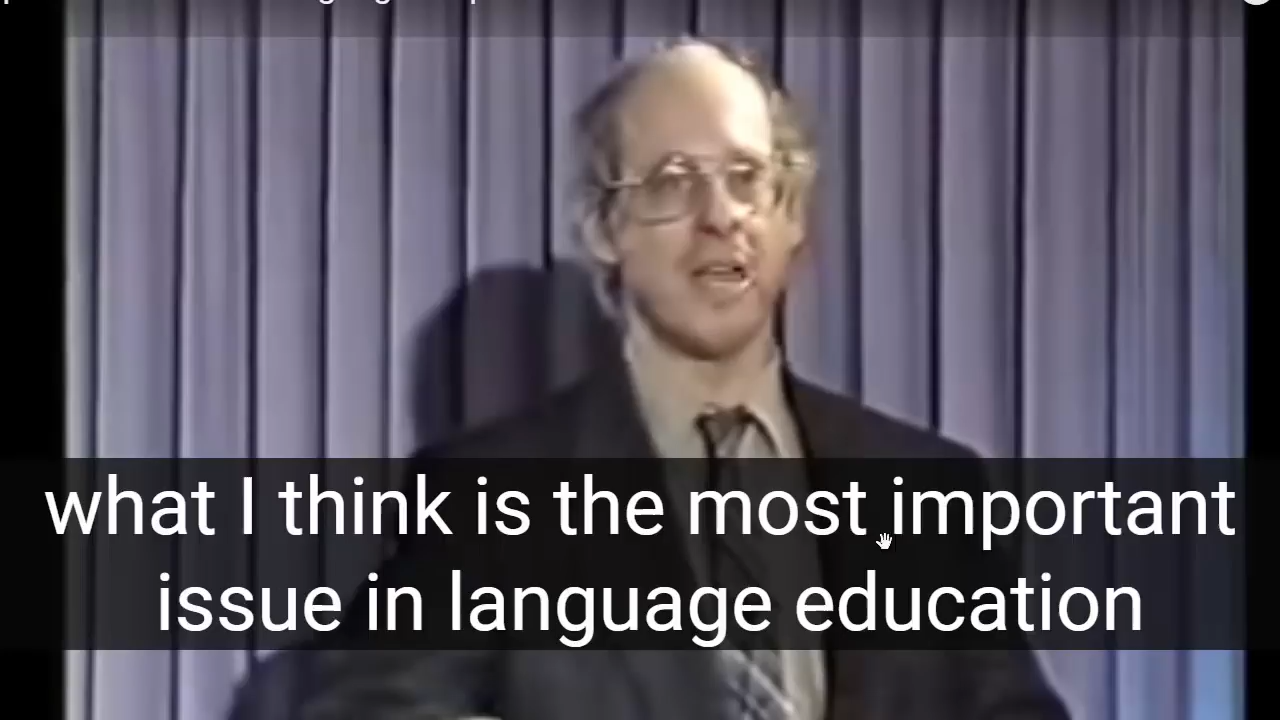 what I think is the most important
issue in language education